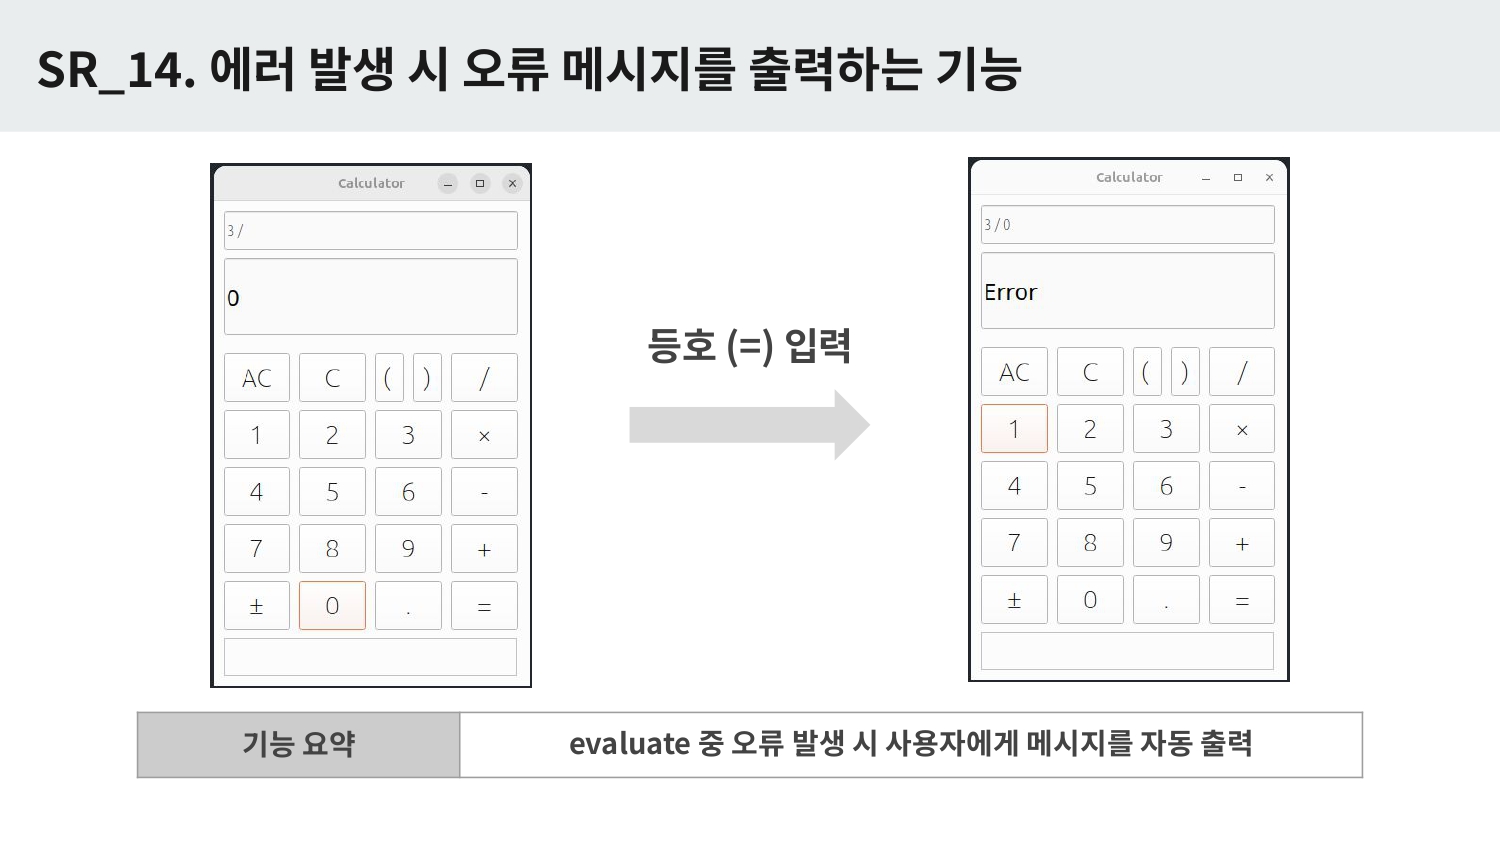 SR_14. 에러 발생 시 오류 메시지를 출력하는 기능
Calculator
3 /
0
AC C ( ) /
1 2 3 ×
4 5 6 -
7 8 9 +
± 0 . =
등호 (=) 입력
Calculator
3 / 0
Error
AC C ( ) /
1 2 3 ×
4 5 6 -
7 8 9 +
± 0 . =
기능 요약
evaluate 중 오류 발생 시 사용자에게 메시지를 자동 출력